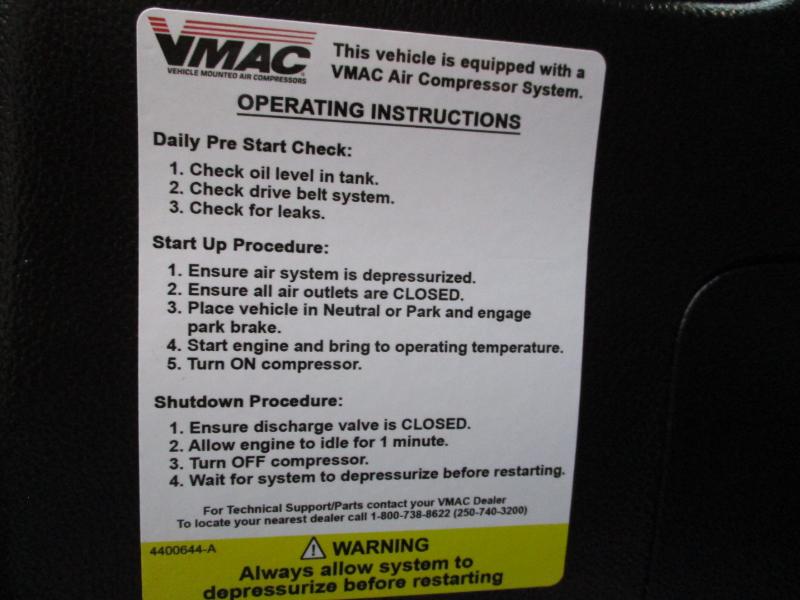 VMAC
VEHICLE MOUNTED AIR COMPRESSORS
This vehicle is equipped with a
VMAC Air Compressor System.
OPERATING INSTRUCTIONS
Daily Pre Start Check:
1. Check oil level in tank.
2. Check drive belt system.
3. Check for leaks.
Start Up Procedure:
1. Ensure air system is depressurized.
2. Ensure all air outlets are CLOSED.
3. Place vehicle in Neutral or Park and engage
park brake.
4. Start engine and bring to operating temperature.
5. Turn ON compressor.
Shutdown Procedure:
1. Ensure discharge valve is CLOSED.
2. Allow engine to idle for 1 minute.
3. Turn OFF compressor.
4. Wait for system to depressurize before restarting.
For Technical Support/Parts contact your VMAC Dealer
To locate your nearest dealer call 1-800-738-8622 (250-740-3200)
4400644-A
WARNING
Always allow system to
depressurize before restarting